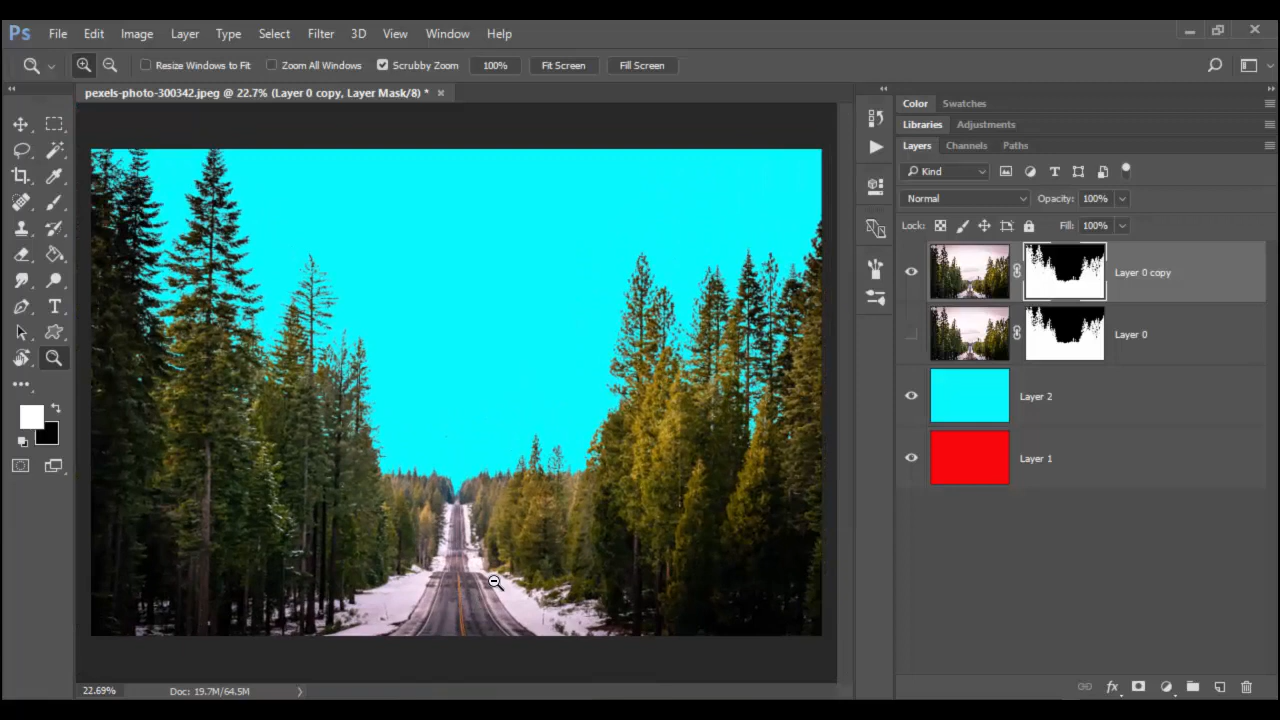 Ps File Edit Image Layer Type Select Filter 3D View Window Help
Resize Windows to Fit Zoom All Windows Scrubby Zoom 100% Fit Screen Fill Screen
pexels-photo-300342.jpeg @ 22.7% (Layer 0 copy, Layer Mask/8) *
Color Swatches
Libraries Adjustments
Layers Channels Paths
Kind
Normal Opacity: 100%
Lock: Fill: 100%
Layer 0 copy
Layer 0
Layer 2
Layer 1
22.69% Doc: 19.7M/64.5M
fx